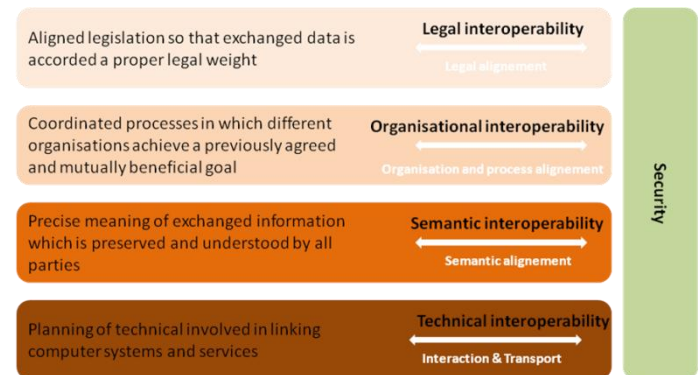 Aligned legislation so that exchanged data is
accorded a proper legal weight
Legal interoperability
Legal alignement
Coordinated processes in which different
organisations achieve a previously agreed
and mutually beneficial goal
Organisational interoperability
Organisation and process alignement
Precise meaning of exchanged information
which is preserved and understood by all
parties
Semantic interoperability
Semantic alignement
Planning of technical involved in linking
computer systems and services
Technical interoperability
Interaction & Transport
Security